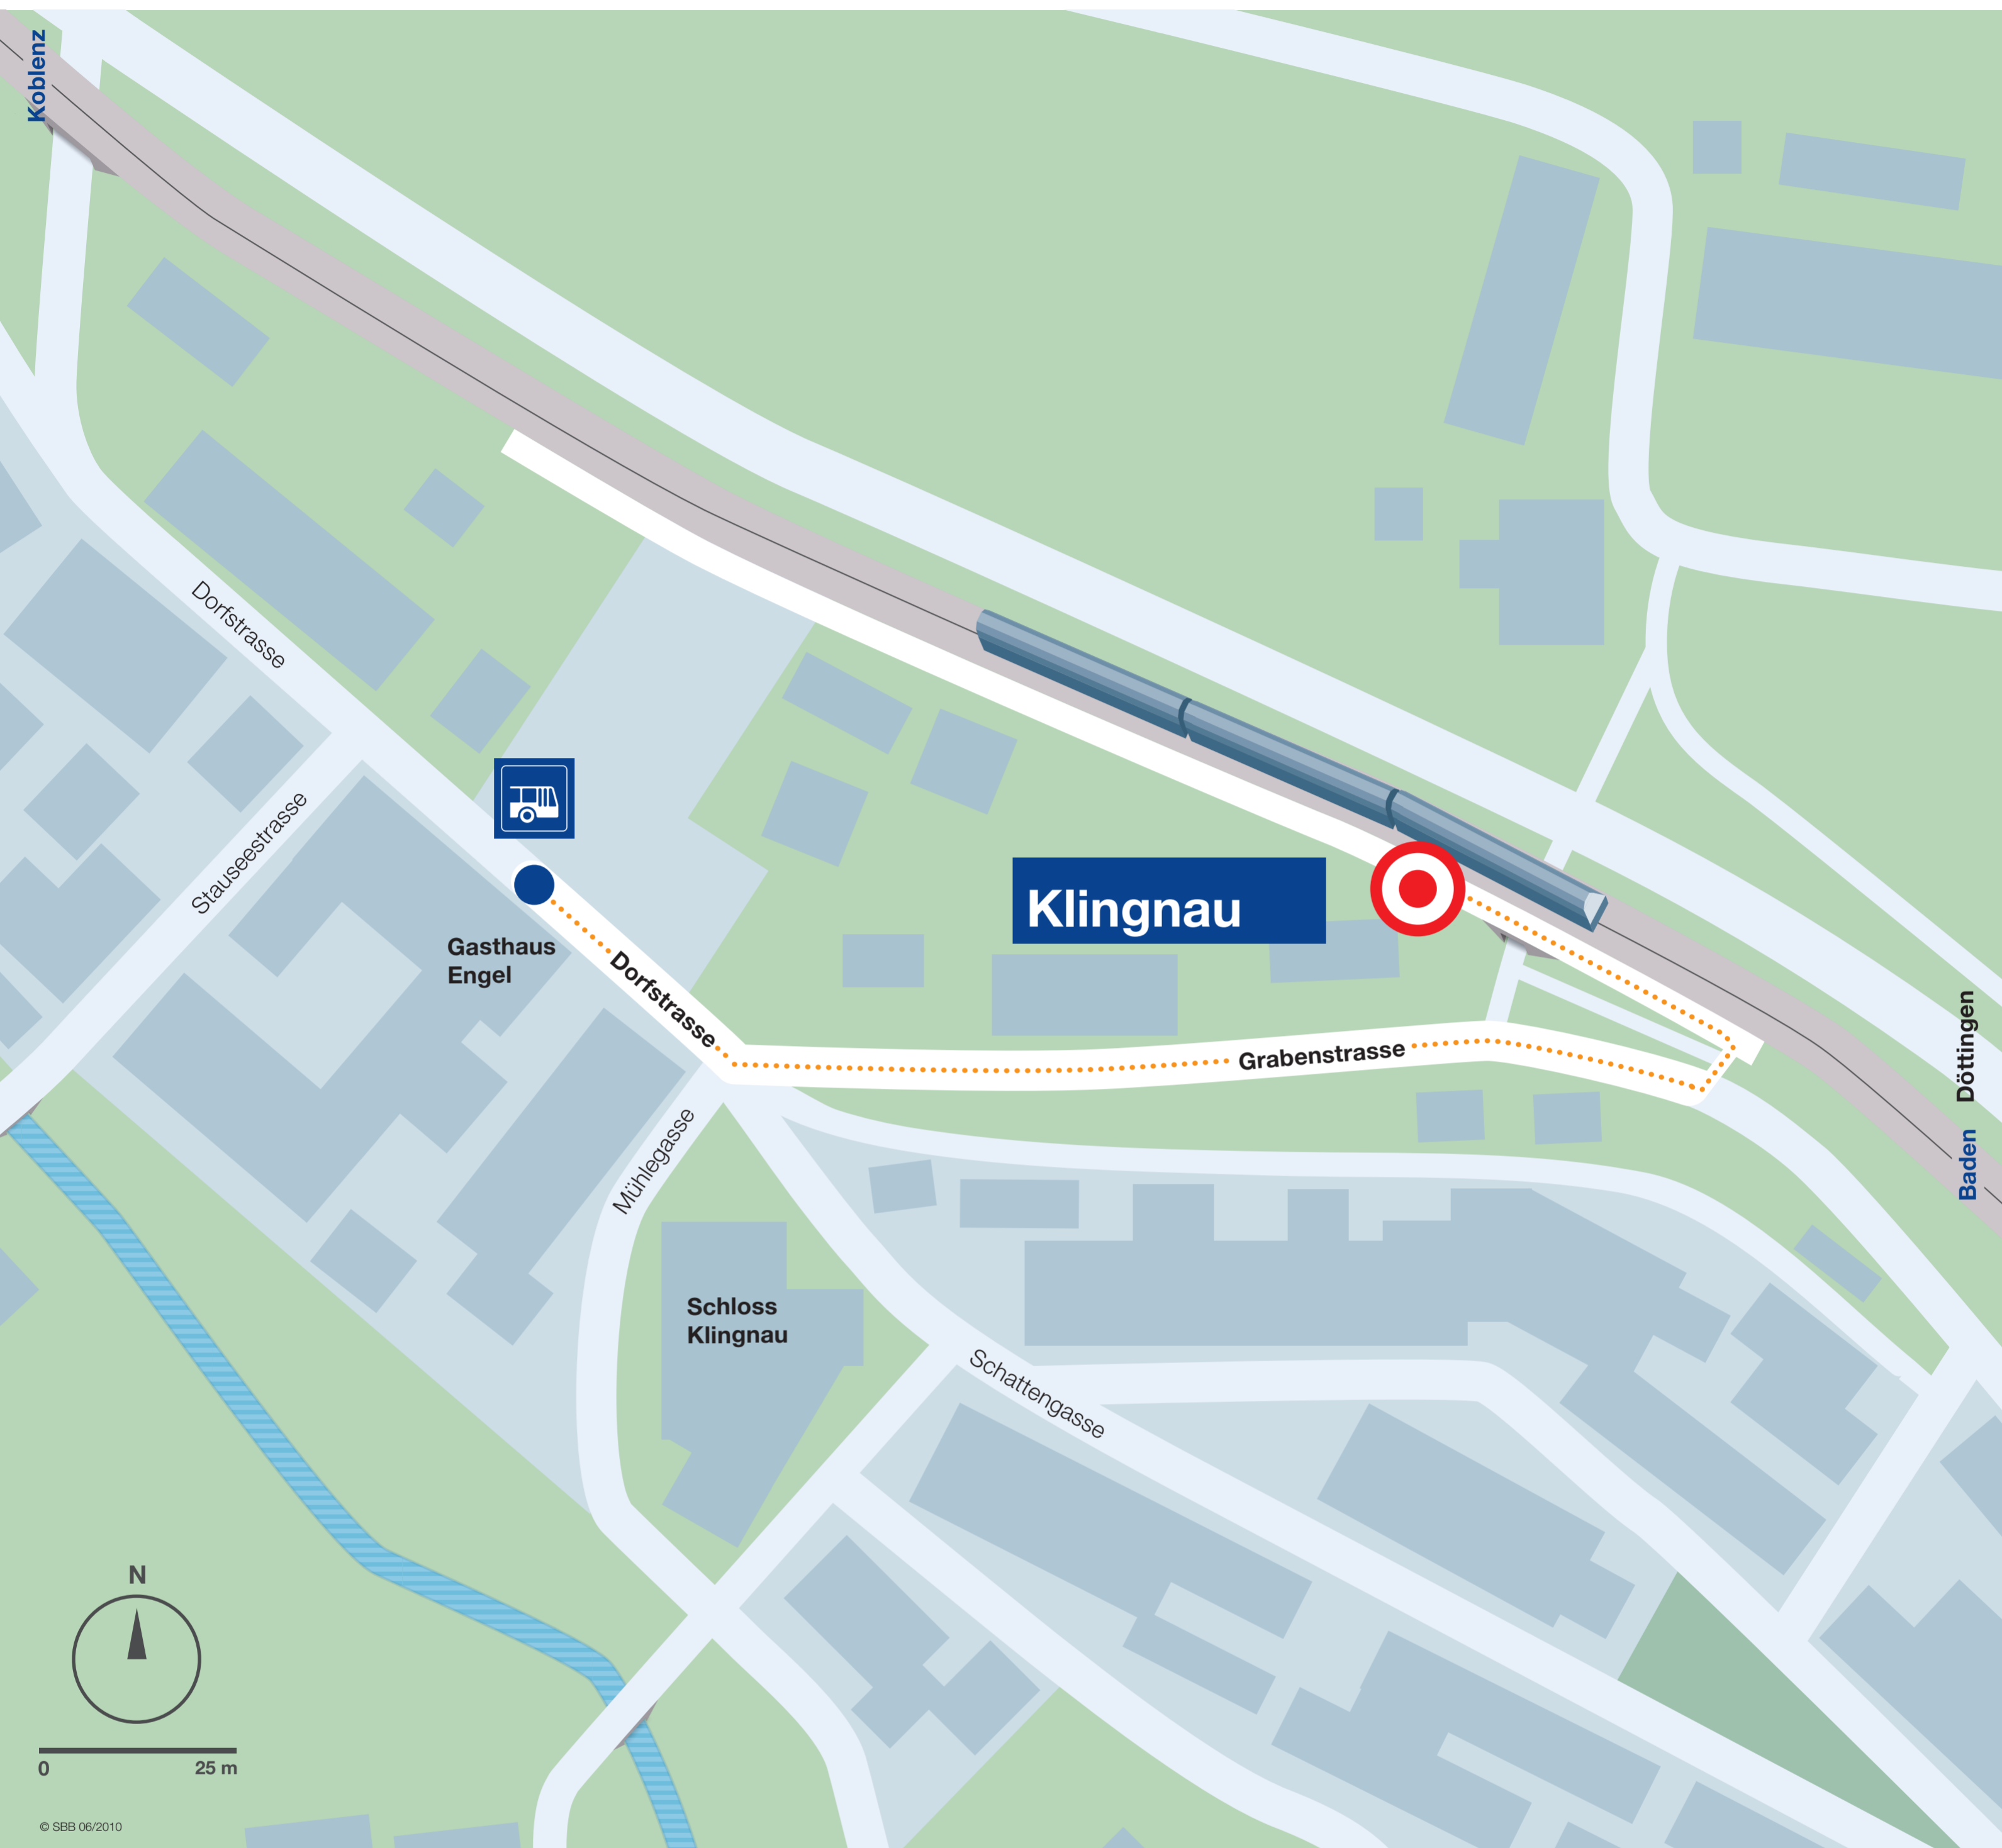 Koblenz
Dorfstrasse
Stauseestrasse
Gasthaus
Engel
Klingnau
Dorfstrasse
Grabenstrasse
Döttingen
Baden
Mühlegasse
Schloss
Klingnau
Schattengasse
N
0 25 m
© SBB 06/2010